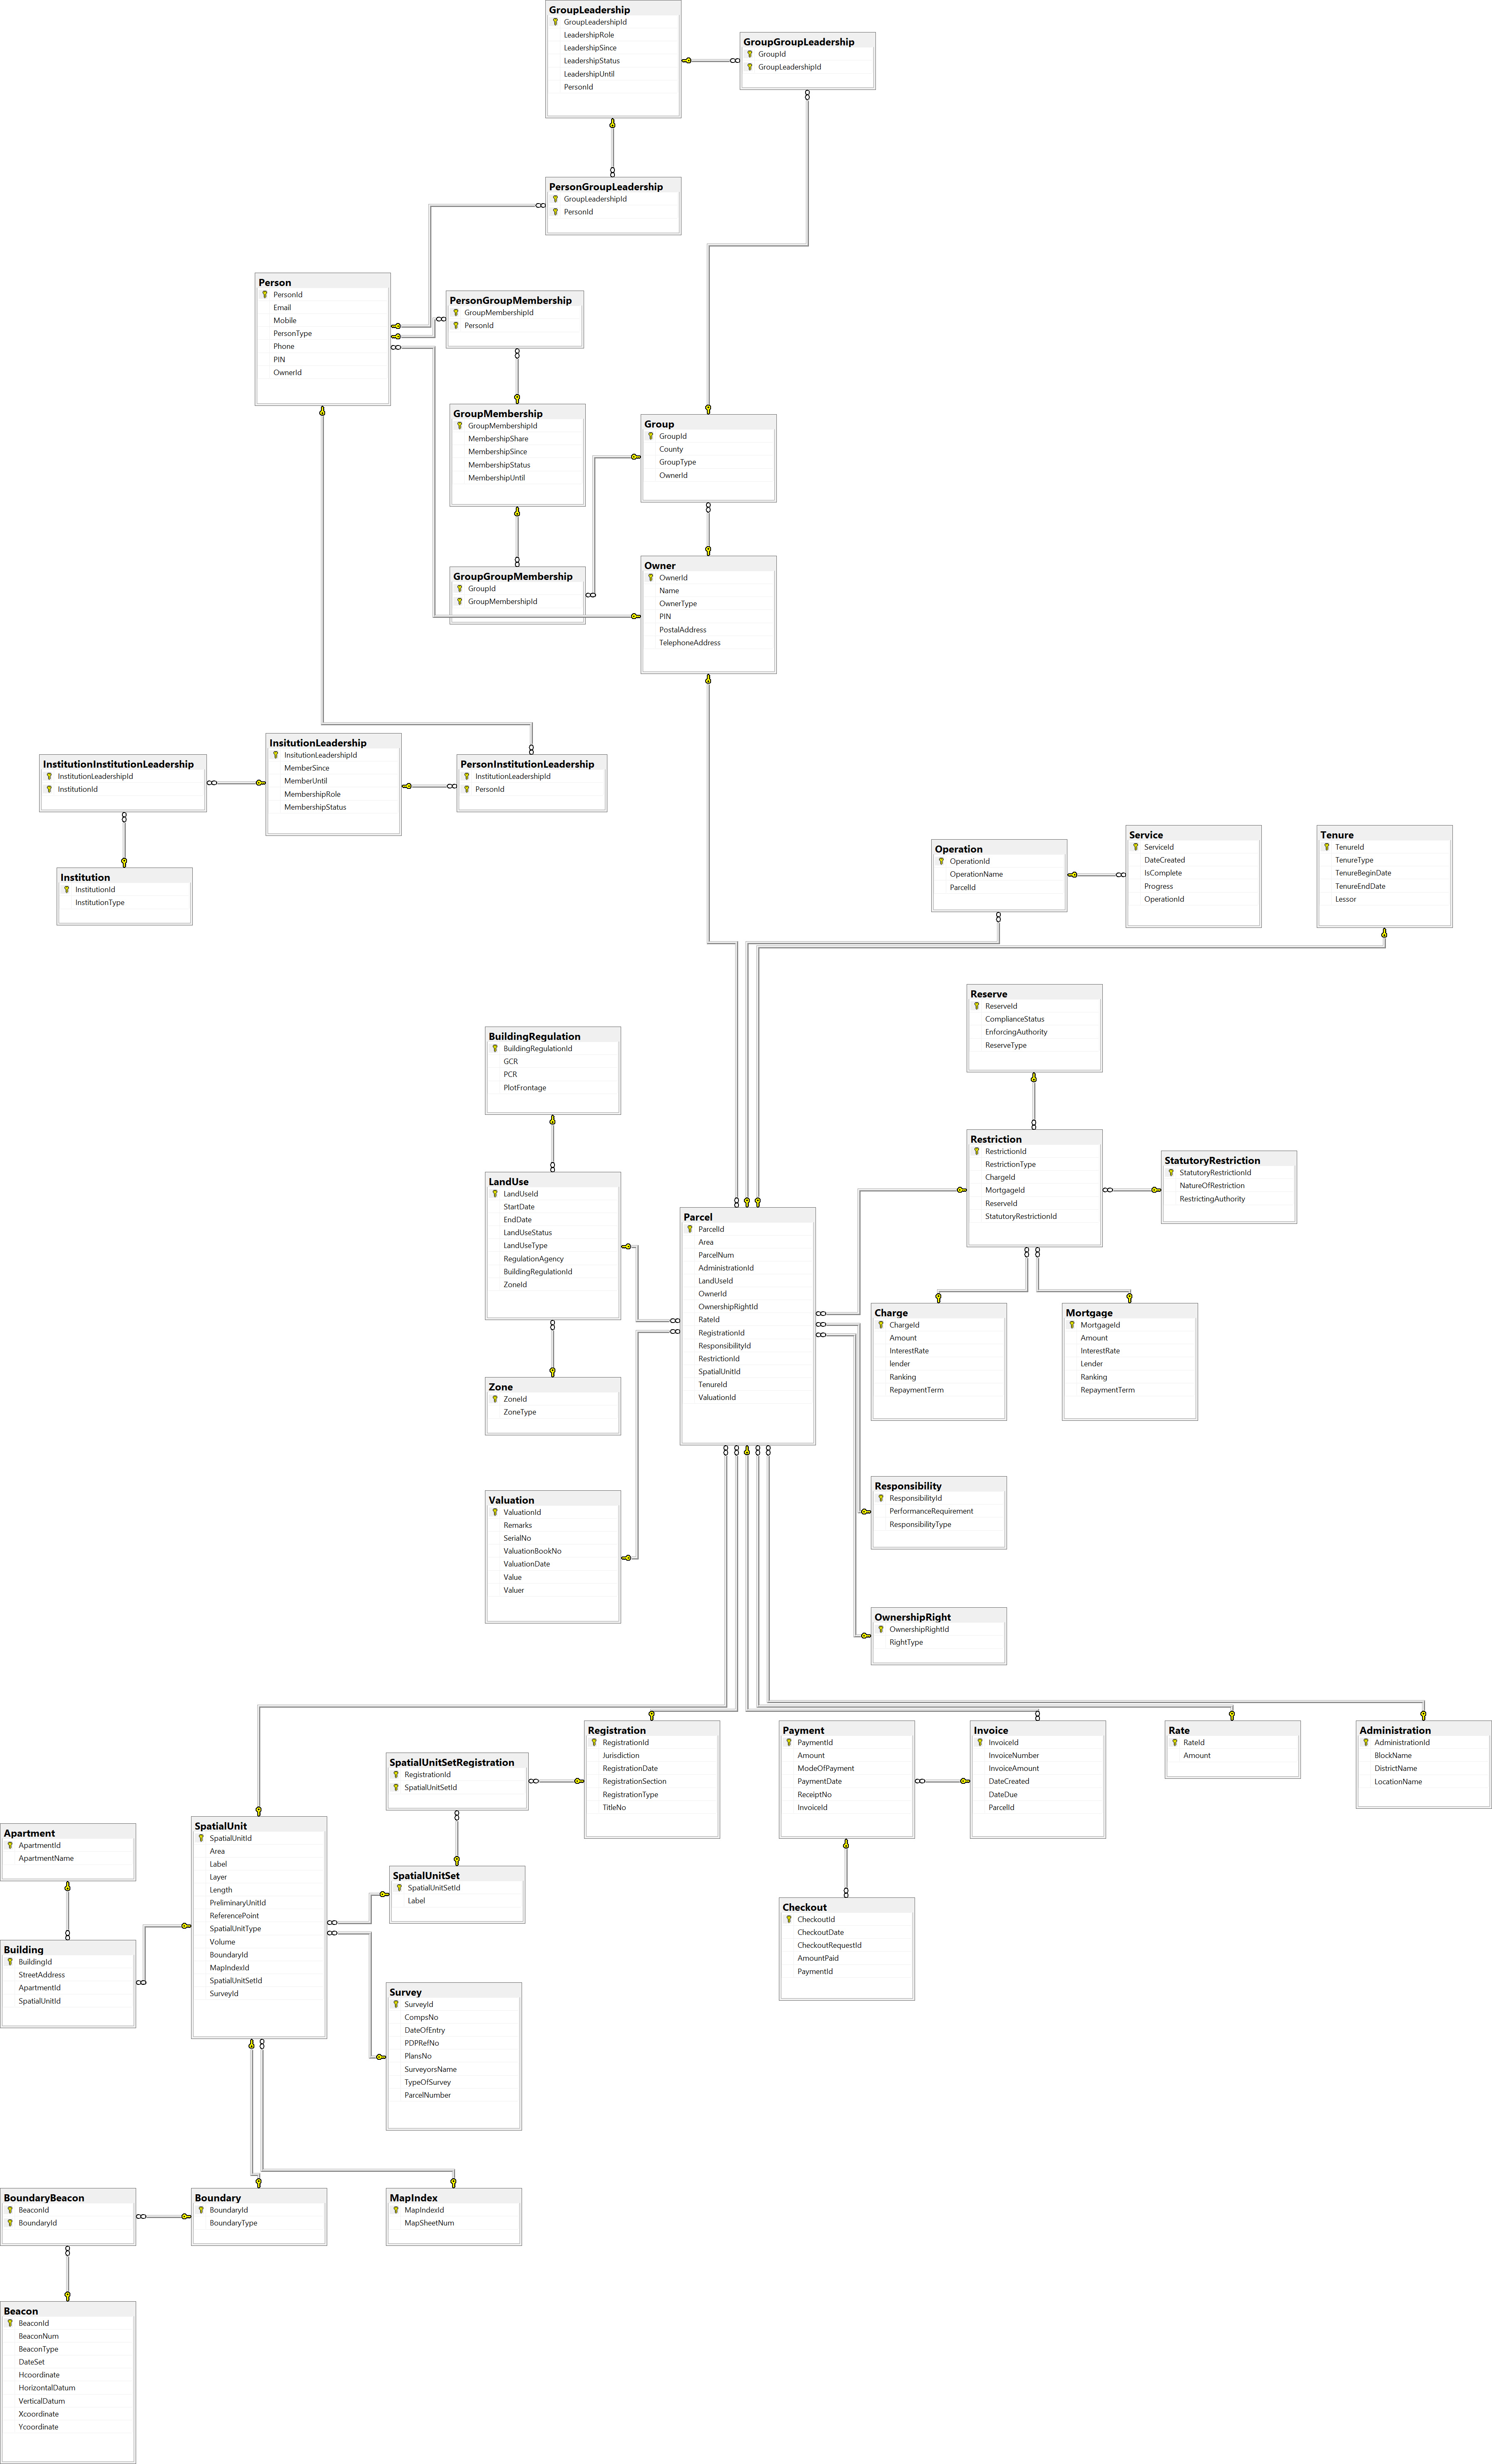 GroupLeadership
GroupLeadershipId
LeadershipRole
LeadershipSince
LeadershipStatus
LeadershipUntil
PersonId
GroupGroupLeadership
GroupId
GroupLeadershipId
PersonGroupLeadership
GroupLeadershipId
PersonId
Person
PersonId
Email
Mobile
PersonType
Phone
PIN
OwnerId
PersonGroupMembership
GroupMembershipId
PersonId
GroupMembership
GroupMembershipId
MembershipShare
MembershipSince
MembershipStatus
MembershipUntil
Group
GroupId
County
GroupType
OwnerId
GroupGroupMembership
GroupId
GroupMembershipId
Owner
OwnerId
Name
OwnerType
PIN
PostalAddress
TelephoneAddress
InstitutionInstitutionLeadership
InstitutionLeadershipId
InstitutionId
InsitutionLeadership
InsitutionLeadershipId
MemberSince
MemberUntil
MembershipRole
MembershipStatus
PersonInstitutionLeadership
InstitutionLeadershipId
PersonId
Institution
InstitutionId
InstitutionType
Operation
OperationId
OperationName
ParcelId
Service
ServiceId
DateCreated
IsComplete
Progress
OperationId
Tenure
TenureId
TenureType
TenureBeginDate
TenureEndDate
Lessor
Reserve
ReserveId
ComplianceStatus
EnforcingAuthority
ReserveType
BuildingRegulation
BuildingRegulationId
GCR
PCR
PlotFrontage
Restriction
RestrictionId
RestrictionType
ChargeId
MortgageId
ReserveId
StatutoryRestrictionId
StatutoryRestriction
StatutoryRestrictionId
NatureOfRestriction
RestrictingAuthority
LandUse
LandUseId
StartDate
EndDate
LandUseStatus
LandUseType
RegulationAgency
BuildingRegulationId
ZoneId
Parcel
ParcelId
Area
ParcelNum
AdministrationId
LandUseId
OwnerId
OwnershipRightId
RateId
RegistrationId
ResponsibilityId
RestrictionId
SpatialUnitId
TenureId
ValuationId
Charge
ChargeId
Amount
InterestRate
lender
Ranking
RepaymentTerm
Mortgage
MortgageId
Amount
InterestRate
Lender
Ranking
RepaymentTerm
Zone
ZoneId
ZoneType
Valuation
ValuationId
Remarks
SerialNo
ValuationBookNo
ValuationDate
Value
Valuer
Responsibility
ResponsibilityId
PerformanceRequirement
ResponsibilityType
OwnershipRight
OwnershipRightId
RightType
Registration
RegistrationId
Jurisdiction
RegistrationDate
RegistrationSection
RegistrationType
TitleNo
Payment
PaymentId
Amount
ModeOfPayment
PaymentDate
ReceiptNo
InvoiceId
Invoice
InvoiceId
InvoiceNumber
InvoiceAmount
DateCreated
DateDue
ParcelId
Rate
RateId
Amount
Administration
AdministrationId
BlockName
DistrictName
LocationName
SpatialUnitSetRegistration
RegistrationId
SpatialUnitSetId
Apartment
ApartmentId
ApartmentName
SpatialUnit
SpatialUnitId
Area
Label
Layer
Length
PreliminaryUnitId
ReferencePoint
SpatialUnitType
Volume
BoundaryId
MapIndexId
SpatialUnitSetId
SurveyId
SpatialUnitSet
SpatialUnitSetId
Label
Checkout
CheckoutId
CheckoutDate
CheckoutRequestId
AmountPaid
PaymentId
Building
BuildingId
StreetAddress
ApartmentId
SpatialUnitId
Survey
SurveyId
CompsNo
DateOfEntry
PDPRefNo
PlansNo
SurveyorsName
TypeOfSurvey
ParcelNumber
BoundaryBeacon
BeaconId
BoundaryId
Boundary
BoundaryId
BoundaryType
MapIndex
MapIndexId
MapSheetNum
Beacon
BeaconId
BeaconNum
BeaconType
DateSet
Hcoordinate
HorizontalDatum
VerticalDatum
Xcoordinate
Ycoordinate